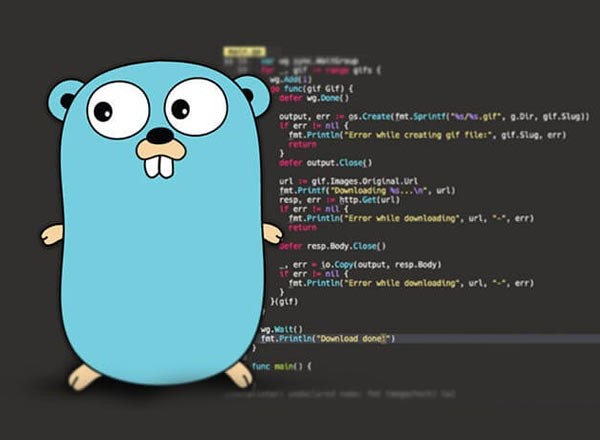 main.go
var wg sync.WaitGroup
for _, gif := range gifs {
wg.Add(1)
go func(gif Gif) {
defer wg.Done()
output, err := os.Create(fmt.Sprintf("%s/%s.gif", g.Dir, gif.Slug))
if err != nil {
fmt.Println("Error while creating gif file:", gif.Slug, err)
return
}
defer output.Close()
url := gif.Images.Original.Url
fmt.Printf("Downloading %s...\n", url)
resp, err := http.Get(url)
if err != nil {
fmt.Println("Error while downloading", url, "-", err)
return
defer resp.Body.Close()
_, err = io.Copy(output, resp.Body)
if err != nil {
fmt.Println("Error while downloading", url, "-", err)
}
}(gif)
wg.Wait()
fmt.Println("Download done!")
}
func main() {